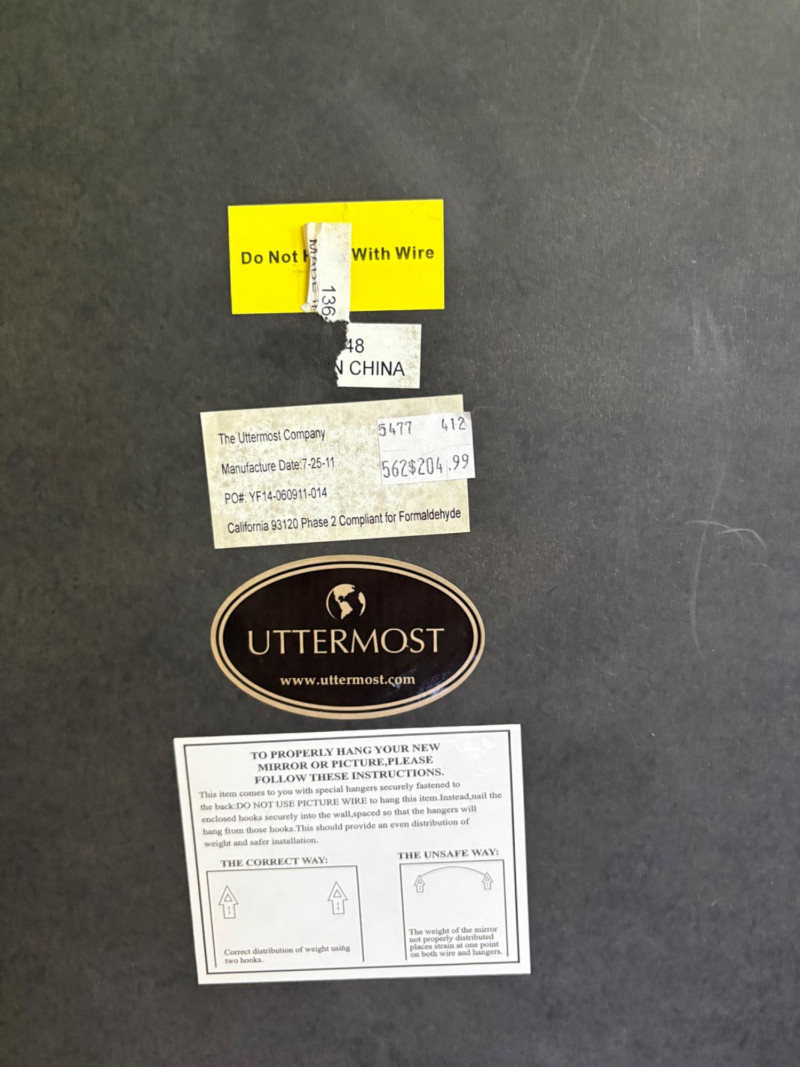 Do Not With Wire
MADE I
136
48
N CHINA
The Uttermost Company
Manufacture Date:7-25-11
PO#: YF14-060911-014
California 93120 Phase 2 Compliant for Formaldehyde
5477 412
562$204.99
UTTERMOST
www.uttermost.com
TO PROPERLY HANG YOUR NEW
MIRROR OR PICTURE,PLEASE
FOLLOW THESE INSTRUCTIONS.
This item comes to you with special hangers securely fastened to
the back:DO NOT USE PICTURE WIRE to hang this item.Instead,nail the
enclosed hooks securely into the wall,spaced so that the hangers will
hang from those hooks.This should provide an even distribution of
weight and safer installation.
THE CORRECT WAY:
Correct distribution of weight using
two hooks.
THE UNSAFE WAY:
The weight of the mirror
not properly distributed
places strain at one point
on both wire and hangers.